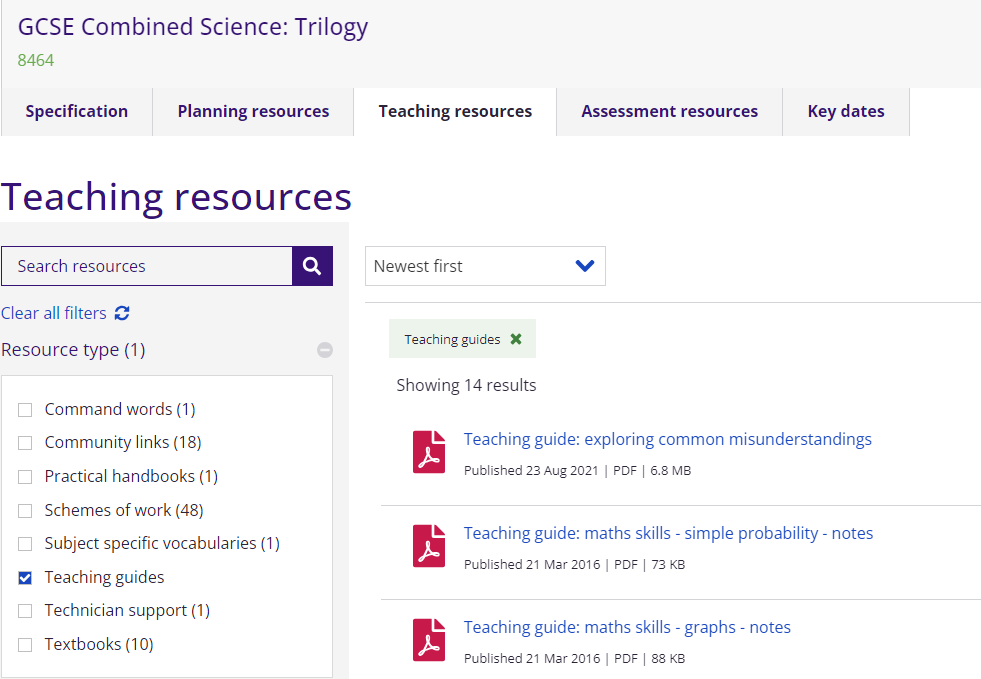 GCSE Combined Science: Trilogy
8464
Specification
Planning resources
Teaching resources
Assessment resources
Key dates
Teaching resources
Search resources
Clear all filters
Resource type (1)
Command words (1)
Community links (18)
Practical handbooks (1)
Schemes of work (48)
Subject specific vocabularies (1)
Teaching guides
Technician support (1)
Textbooks (10)
Newest first
Teaching guides
Showing 14 results
Teaching guide: exploring common misunderstandings
Published 23 Aug 2021 | PDF | 6.8 MB
Teaching guide: maths skills - simple probability - notes
Published 21 Mar 2016 | PDF | 73 KB
Teaching guide: maths skills - graphs - notes
Published 21 Mar 2016 | PDF | 88 KB